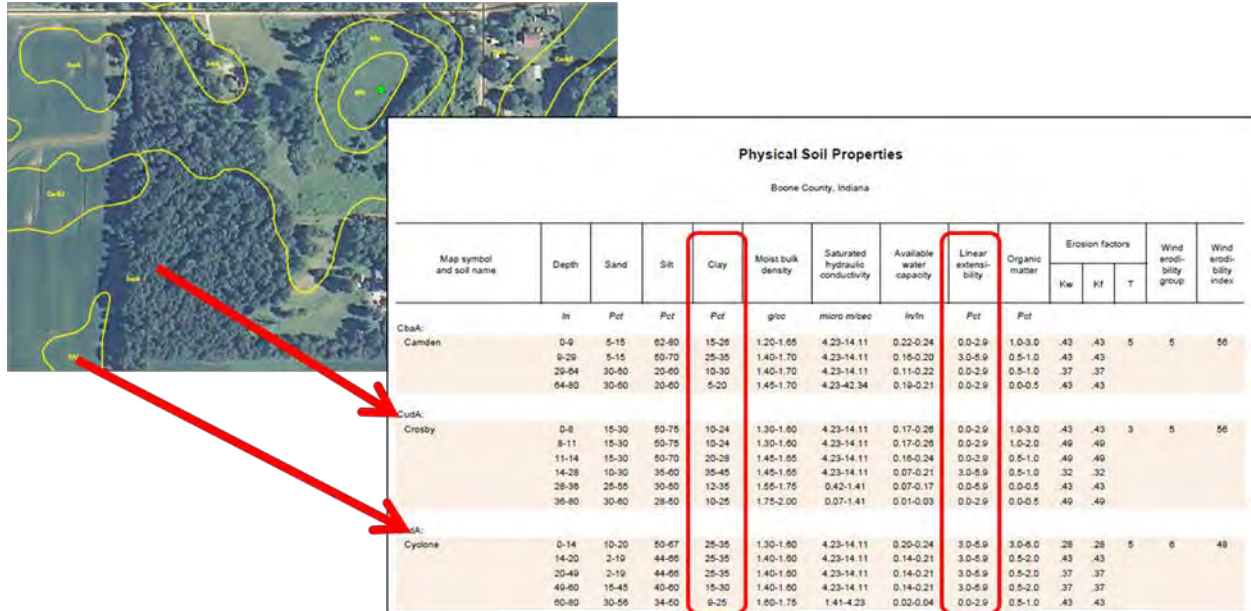 Physical Soil Properties
Boone County, Indiana
Map symbol and soil name Depth Sand Silt Clay Moist bulk density Saturated hydraulic conductivity Available water capacity Linear extensi-bility Organic matter Erosion factors Kw Kf T Wind erodi-bility group Wind erodi-bility index
In Pct Pct Pct g/cc micro m/sec In/In Pct Pct
CbaA:
Camden 0-9 5-15 62-80 15-26 1.20-1.65 4.23-14.11 0.22-0.24 0.0-2.9 1.0-3.0 .43 .43 5 5 56
9-29 5-15 50-70 25-35 1.40-1.70 4.23-14.11 0.16-0.20 3.0-5.9 0.5-1.0 .43 .43
29-64 30-60 20-60 10-30 1.40-1.70 4.23-14.11 0.11-0.22 0.0-2.9 0.5-1.0 .37 .37
64-80 30-60 20-60 5-20 1.45-1.70 4.23-42.34 0.19-0.21 0.0-2.9 0.0-0.5 .43 .43
CudA:
Crosby 0-8 15-30 50-75 10-24 1.30-1.60 4.23-14.11 0.17-0.26 0.0-2.9 1.0-3.0 .43 .43 3 5 56
8-11 15-30 50-75 10-24 1.30-1.60 4.23-14.11 0.17-0.26 0.0-2.9 1.0-2.0 .49 .49
11-14 15-30 50-70 20-28 1.45-1.65 4.23-14.11 0.16-0.24 0.0-2.9 0.5-1.0 .49 .49
14-28 10-30 35-60 35-45 1.45-1.65 4.23-14.11 0.07-0.21 3.0-5.9 0.5-1.0 .32 .32
28-36 25-55 30-50 12-35 1.55-1.75 0.42-1.41 0.07-0.17 0.0-5.9 0.0-0.5 .43 .43
36-80 30-60 28-50 10-25 1.75-2.00 0.07-1.41 0.01-0.03 0.0-2.9 0.0-0.5 .49 .49
dA:
Cyclone 0-14 10-20 50-67 25-35 1.30-1.60 4.23-14.11 0.20-0.24 3.0-5.9 3.0-6.0 .28 .28 5 6 48
14-20 2-19 44-66 25-35 1.40-1.60 4.23-14.11 0.14-0.21 3.0-5.9 0.5-2.0 .43 .43
20-49 2-19 44-66 25-35 1.40-1.60 4.23-14.11 0.14-0.21 3.0-5.9 0.5-2.0 .37 .37
49-60 15-45 40-60 15-30 1.40-1.60 4.23-14.11 0.14-0.21 3.0-5.9 0.5-2.0 .37 .37
60-80 30-56 34-50 9-25 1.60-1.75 1.41-4.23 0.02-0.04 0.0-2.9 0.5-1.0 .43 .43